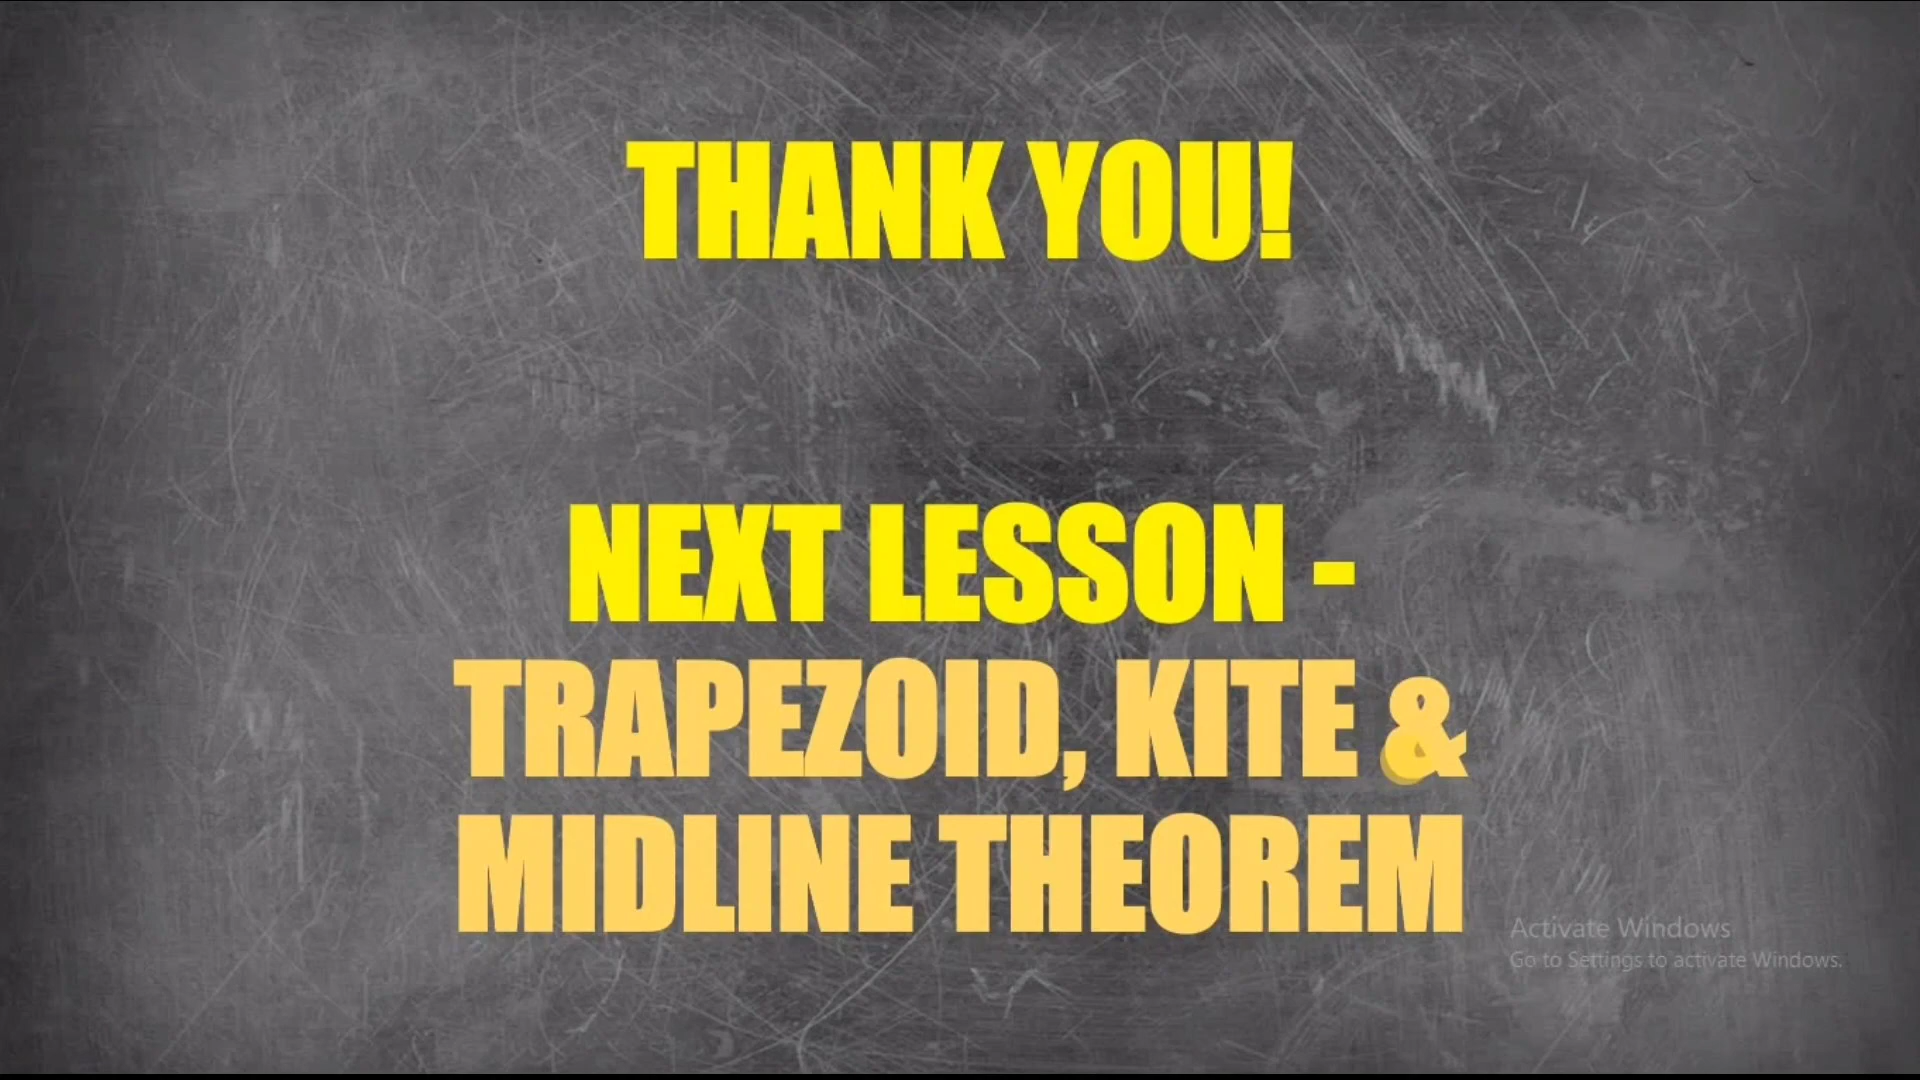 THANK YOU!
NEXT LESSON -
TRAPEZOID, KITE &
MIDLINE THEOREM
Activate Windows
Go to Settings to activate Windows.